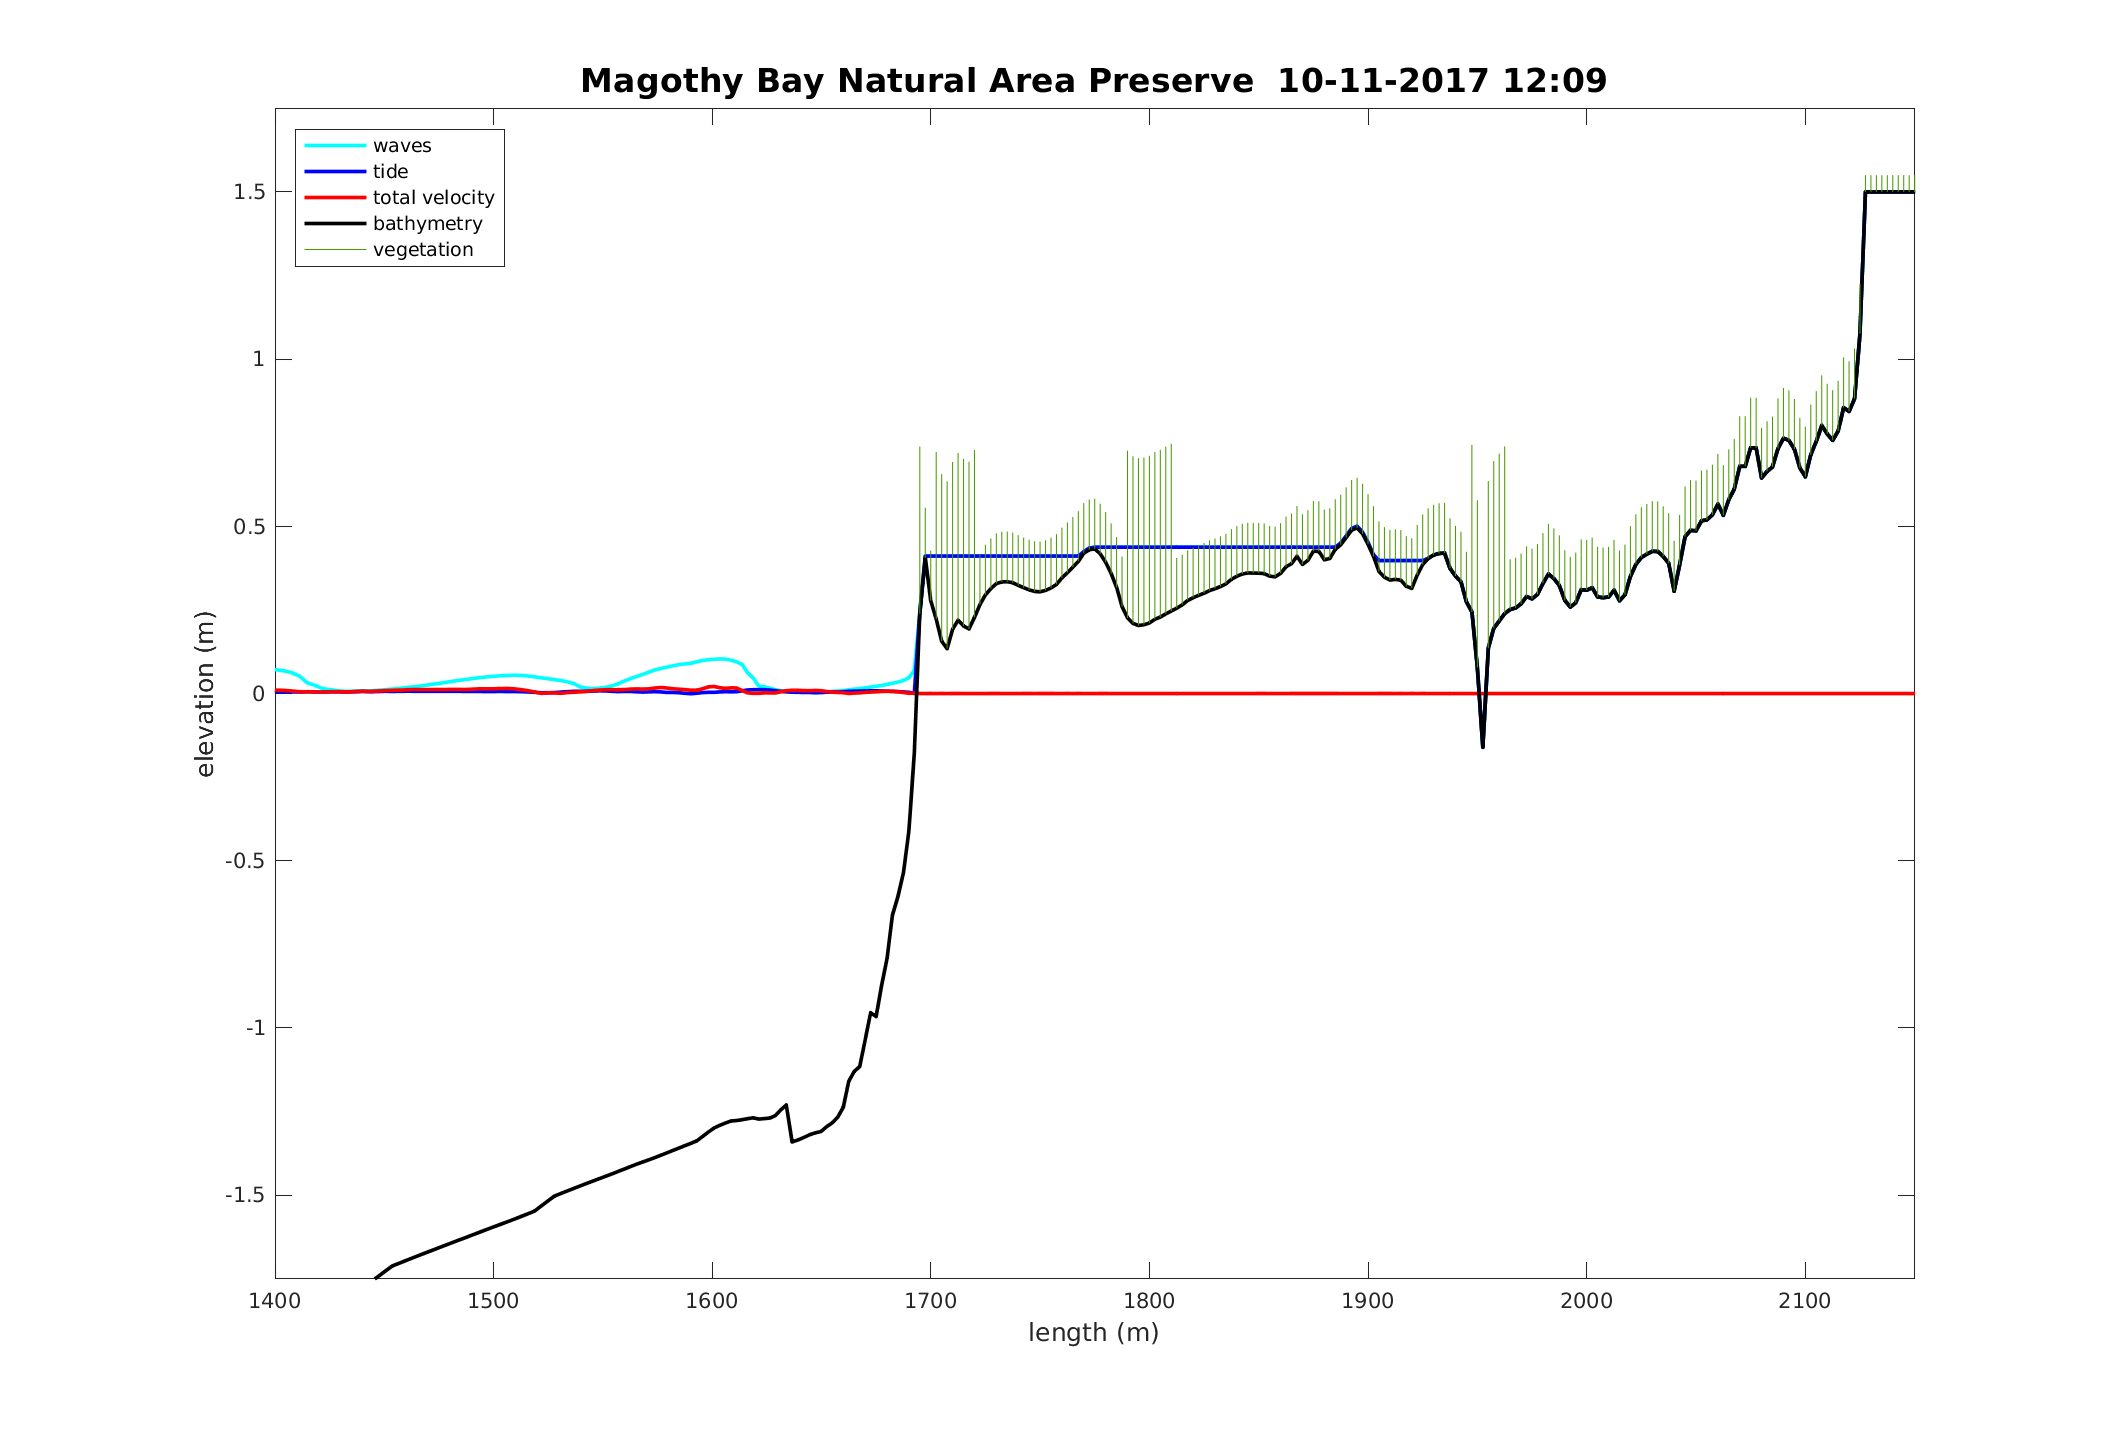 Magothy Bay Natural Area Preserve  10-11-2017 12:09
waves
tide
total velocity
bathymetry
vegetation
elevation (m)
1.5
1
0.5
0
-0.5
-1
-1.5
1400 1500 1600 1700 1800 1900 2000 2100
length (m)